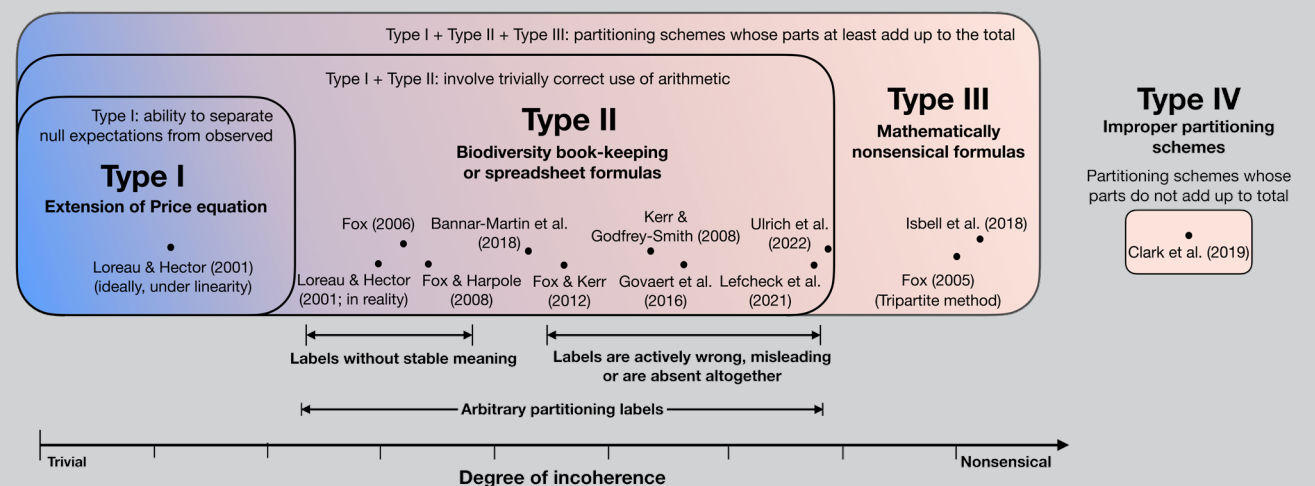 Type I + Type II + Type III: partitioning schemes whose parts at least add up to the total
Type I + Type II: involve trivially correct use of arithmetic
Type I: ability to separate
null expectations from observed
Type I
Extension of Price equation
Loreau & Hector (2001)
(ideally, under linearity)
Type II
Biodiversity book-keeping
or spreadsheet formulas
Fox (2006)
Loreau & Hector
(2001; in reality)
Bannar-Martin et al.
(2018)
Fox & Harpole
(2008)
Fox & Kerr
(2012)
Kerr &
Godfrey-Smith (2008)
Govaert et al.
(2016)
Ulrich et al.
(2022)
Lefcheck et al.
(2021)
Type III
Mathematically
nonsensical formulas
Isbell et al. (2018)
Fox (2005)
(Tripartite method)
Type IV
Improper partitioning
schemes
Partitioning schemes whose
parts do not add up to total
Clark et al. (2019)
Labels without stable meaning
Labels are actively wrong, misleading
or are absent altogether
Arbitrary partitioning labels
Trivial
Nonsensical
Degree of incoherence